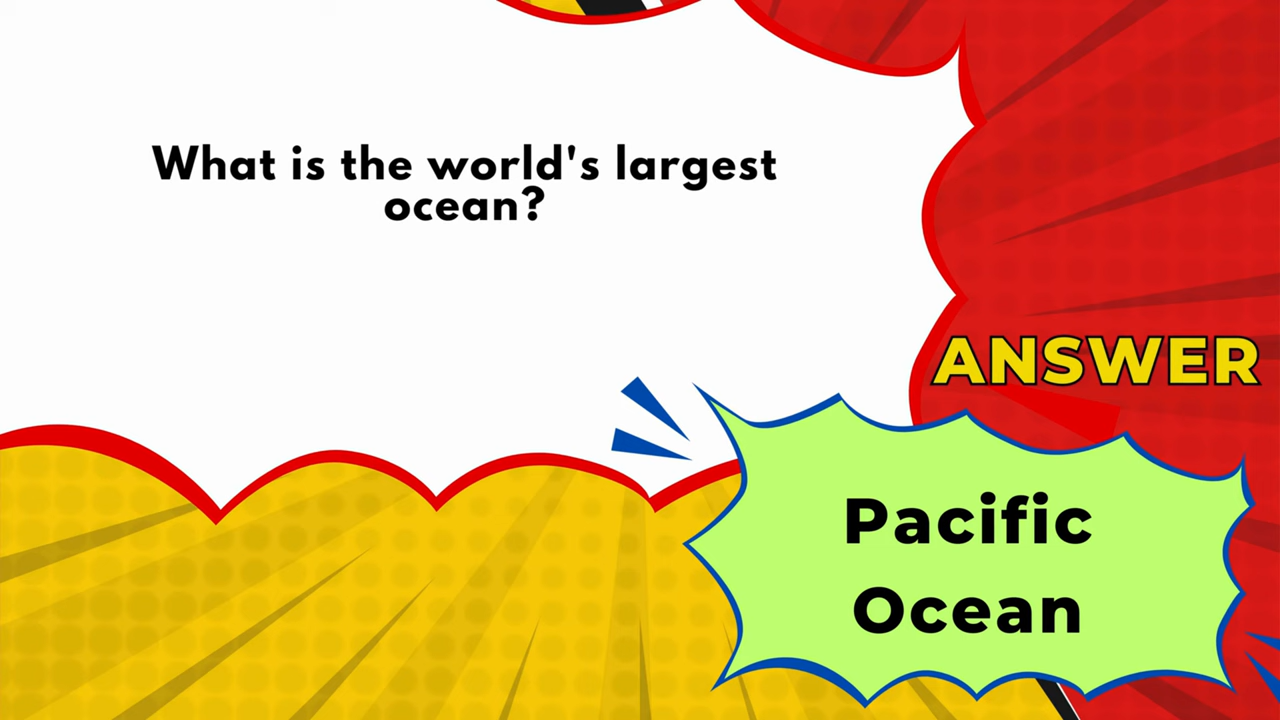 What is the world's largest
ocean?
ANSWER
Pacific
Ocean